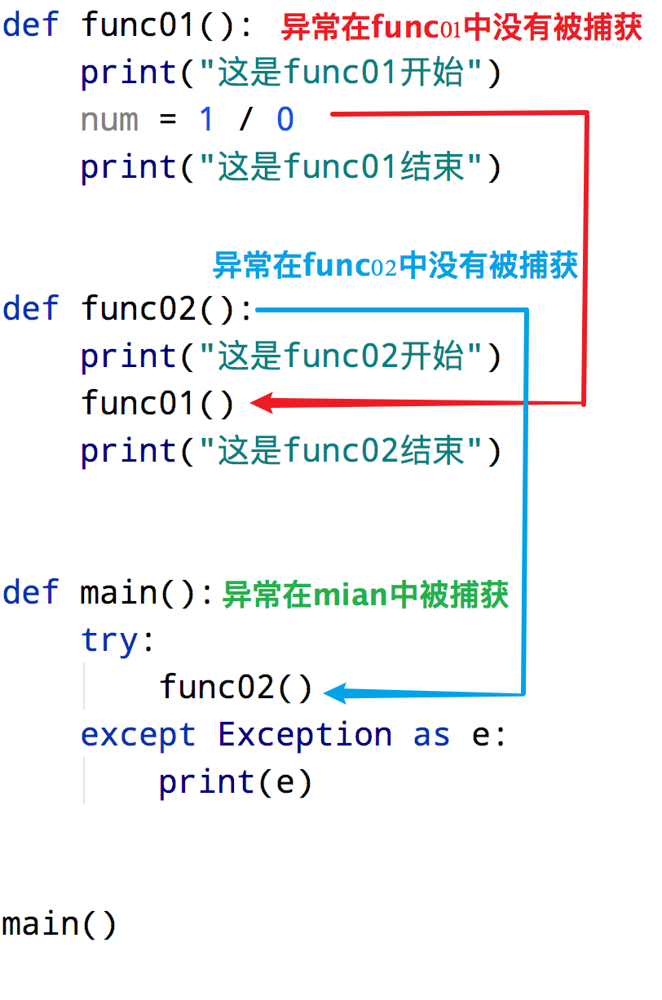 def func01(): 异常在func01中没有被捕获
    print("这是func01开始")
    num = 1 / 0
    print("这是func01结束")
异常在func02中没有被捕获
def func02():
    print("这是func02开始")
    func01()
    print("这是func02结束")
def main(): 异常在mian中被捕获
    try:
        func02()
    except Exception as e:
        print(e)
main()